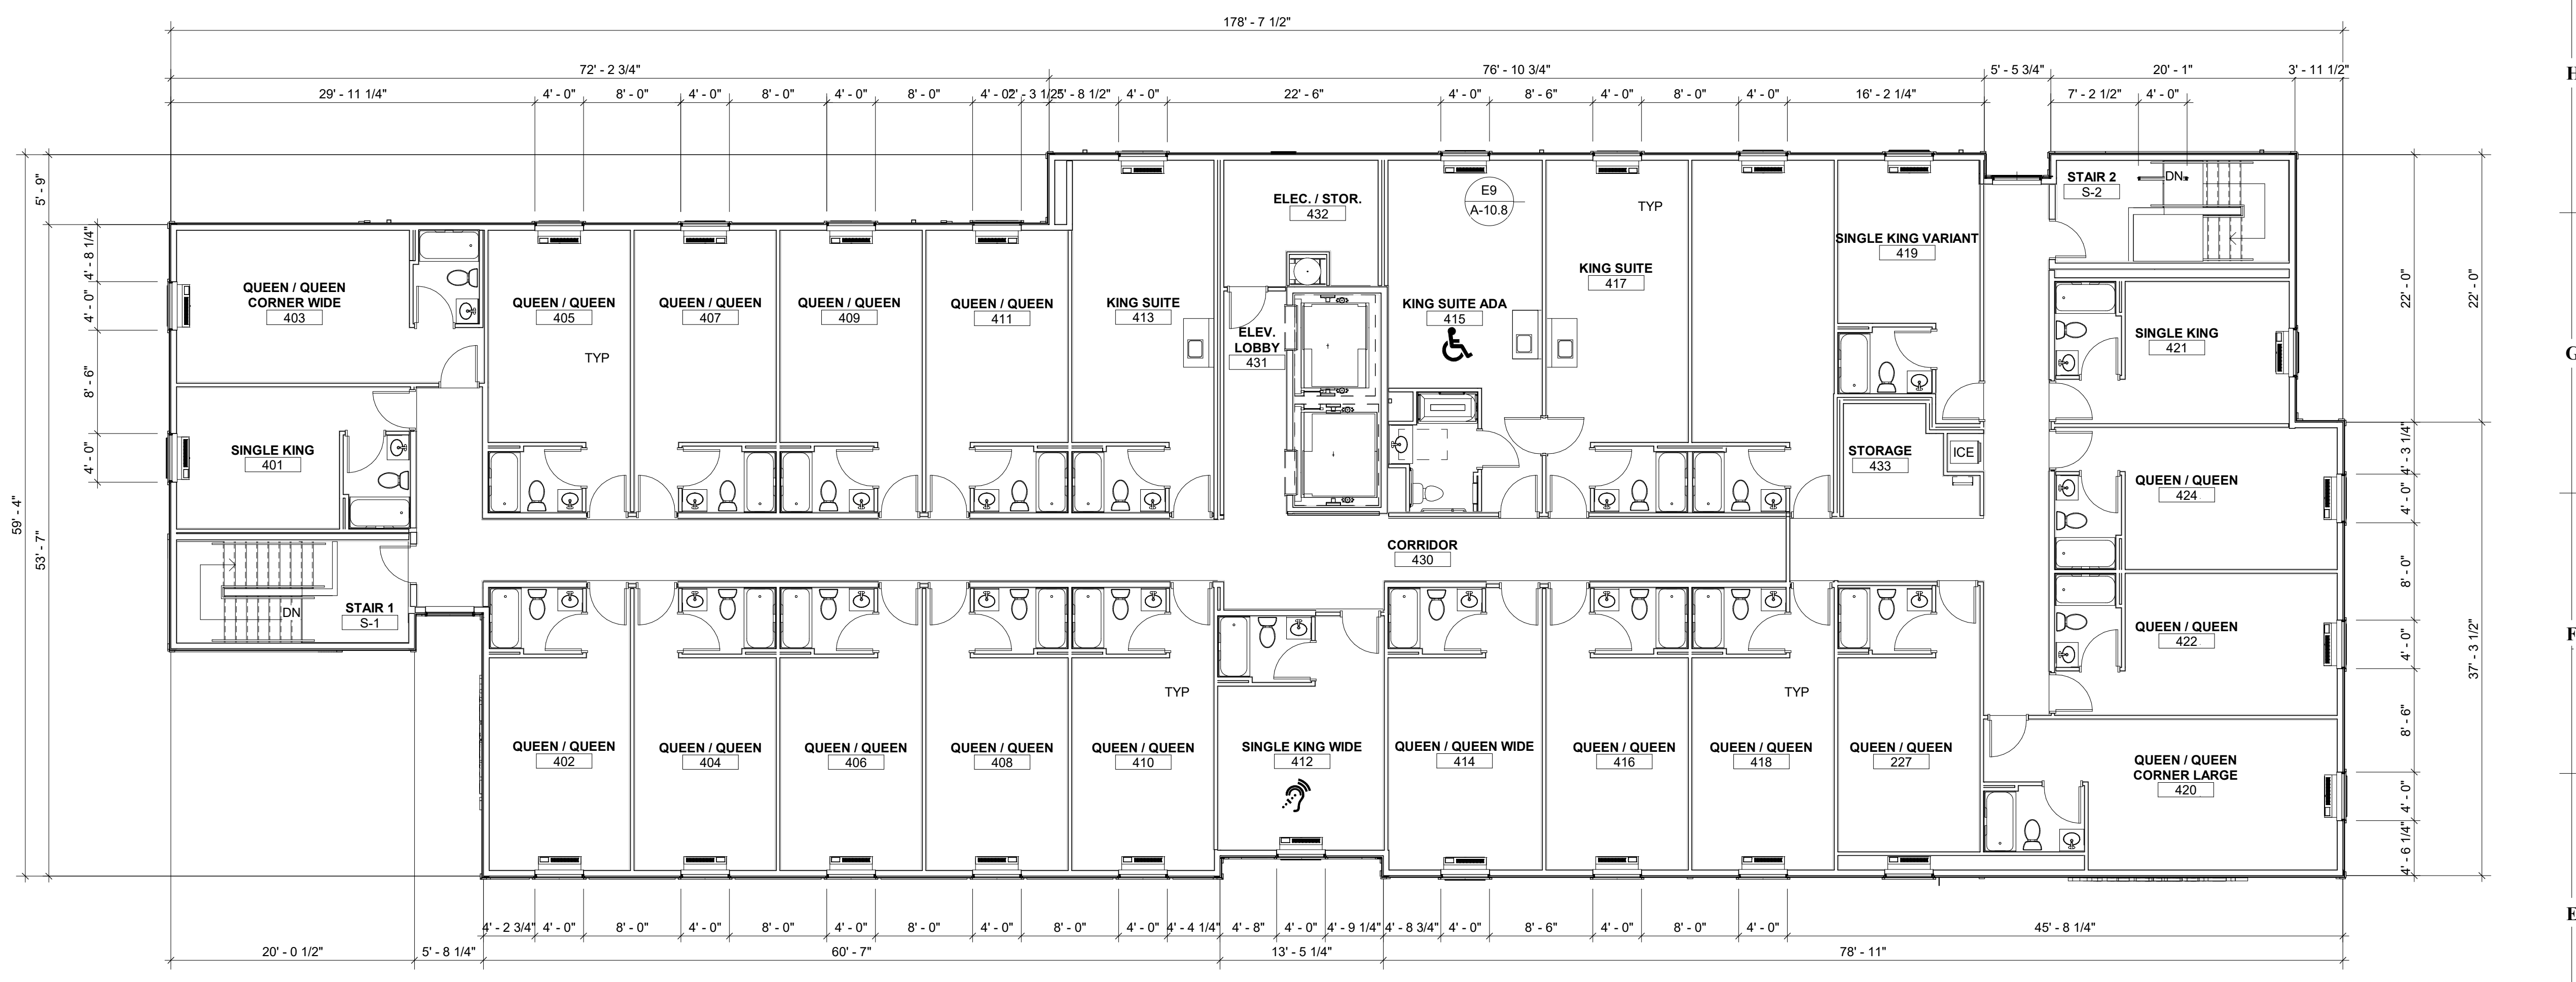 178' - 7 1/2"
72' - 2 3/4"
76' - 10 3/4"
5' - 5 3/4"
20' - 1"
3' - 11 1/2"
29' - 11 1/4"
4' - 0"
8' - 0"
4' - 0"
8' - 0"
4' - 0"
8' - 0"
4' - 0"
2' - 3 1/2"
5' - 8 1/2"
4' - 0"
22' - 6"
4' - 0"
8' - 6"
4' - 0"
8' - 0"
4' - 0"
16' - 2 1/4"
7' - 2 1/2"
4' - 0"
H
G
F
E
59' - 4"
5' - 9"
53' - 7"
4' - 8 1/4"
4' - 0"
8' - 6"
4' - 0"
QUEEN / QUEEN
CORNER WIDE
403
QUEEN / QUEEN
405
TYP
QUEEN / QUEEN
407
QUEEN / QUEEN
409
QUEEN / QUEEN
411
KING SUITE
413
ELEC. / STOR.
432
ELEV.
LOBBY
431
E9
A-10.8
KING SUITE ADA
415
TYP
KING SUITE
417
SINGLE KING VARIANT
419
STAIR 2
S-2
DN
SINGLE KING
421
SINGLE KING
401
STORAGE
433
ICE
QUEEN / QUEEN
424
CORRIDOR
430
STAIR 1
S-1
DN
QUEEN / QUEEN
422
QUEEN / QUEEN
402
QUEEN / QUEEN
404
QUEEN / QUEEN
406
QUEEN / QUEEN
408
TYP
QUEEN / QUEEN
410
SINGLE KING WIDE
412
QUEEN / QUEEN WIDE
414
QUEEN / QUEEN
416
TYP
QUEEN / QUEEN
418
QUEEN / QUEEN
227
QUEEN / QUEEN
CORNER LARGE
420
22' - 0"
22' - 0"
4' - 3 1/4"
4' - 0"
8' - 0"
4' - 0"
8' - 6"
4' - 0"
4' - 6 1/4"
37' - 3 1/2"
4' - 2 3/4"
4' - 0"
8' - 0"
4' - 0"
8' - 0"
4' - 0"
8' - 0"
4' - 0"
8' - 0"
4' - 0"
4' - 4 1/4"
4' - 8"
4' - 0"
4' - 9 1/4"
4' - 8 3/4"
4' - 0"
8' - 6"
4' - 0"
8' - 0"
4' - 0"
45' - 8 1/4"
20' - 0 1/2"
5' - 8 1/4"
60' - 7"
13' - 5 1/4"
78' - 11"